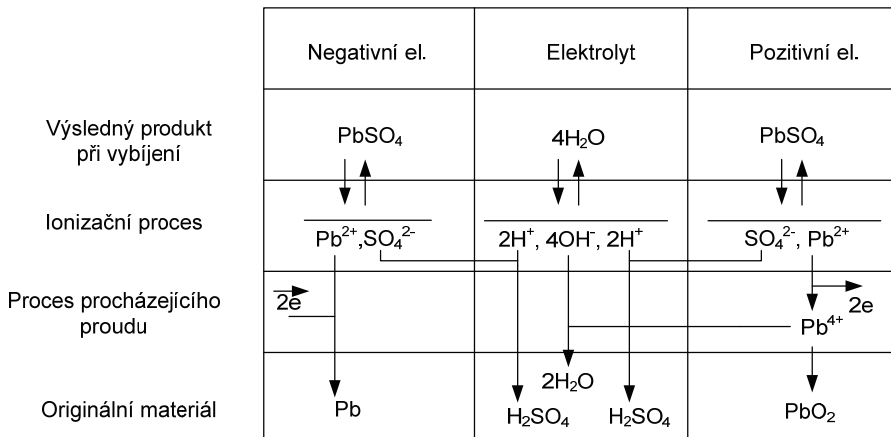 Negativní el. Elektrolyt Pozitivní el.
Výsledný produkt
při vybíjení
PbSO₄ 4H₂O PbSO₄
Ionizační proces
Pb²⁺,SO₄²⁻ 2H⁺, 4OH⁻, 2H⁺ SO₄²⁻, Pb²⁺
Proces procházejícího
proudu
2e 2e
Pb⁴⁺
Originální materiál
2H₂O
Pb H₂SO₄ H₂SO₄ PbO₂